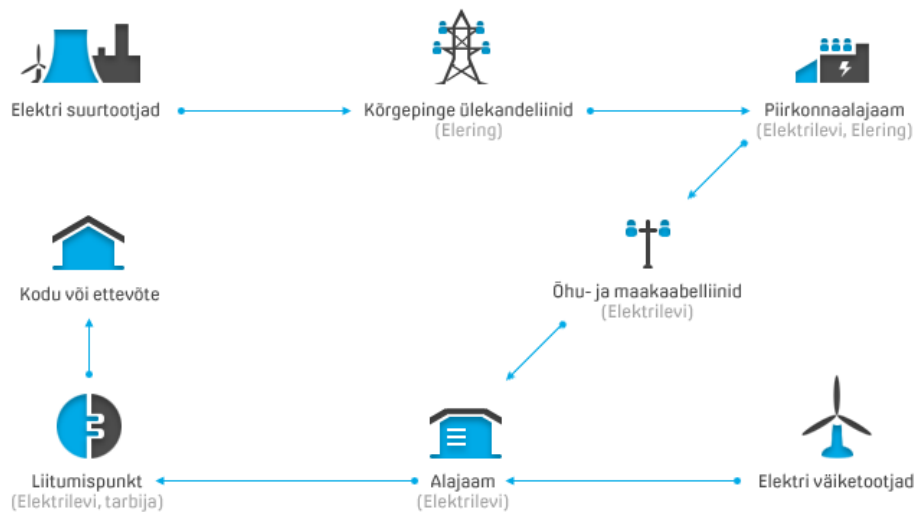 Elektri suurtootjad
Kõrgepinge ülekandeliinid
(Elering)
Piirkonnaalajaam
(Elektrilevi, Elering)
Kodu või ettevõte
Õhu- ja maakaabelliinid
(Elektrilevi)
Liitumispunkt
(Elektrilevi, tarbija)
Alajaam
(Elektrilevi)
Elektri väiketootjad